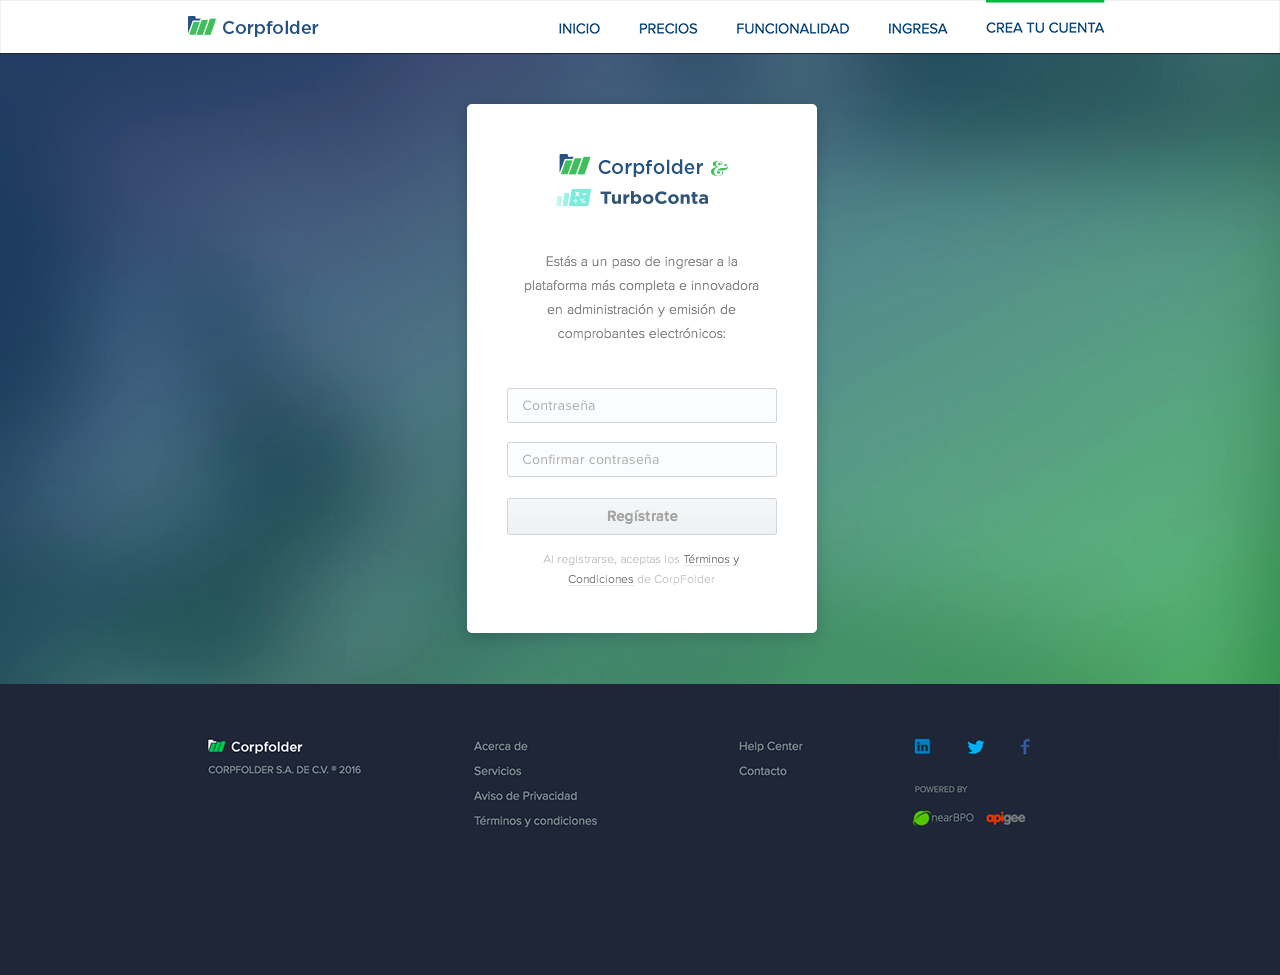 Corpfolder
INICIO
PRECIOS
FUNCIONALIDAD
INGRESA
CREA TU CUENTA
Corpfolder &
TurboConta
Estás a un paso de ingresar a la
plataforma más completa e innovadora
en administración y emisión de
comprobantes electrónicos:
Contraseña
Confirmar contraseña
Regístrate
Al registrarse, aceptas los Términos y
Condiciones de CorpFolder
Corpfolder
CORPFOLDER S.A. DE C.V. ® 2016
Acerca de
Servicios
Aviso de Privacidad
Términos y condiciones
Help Center
Contacto
POWERED BY
nearBPO
apigee